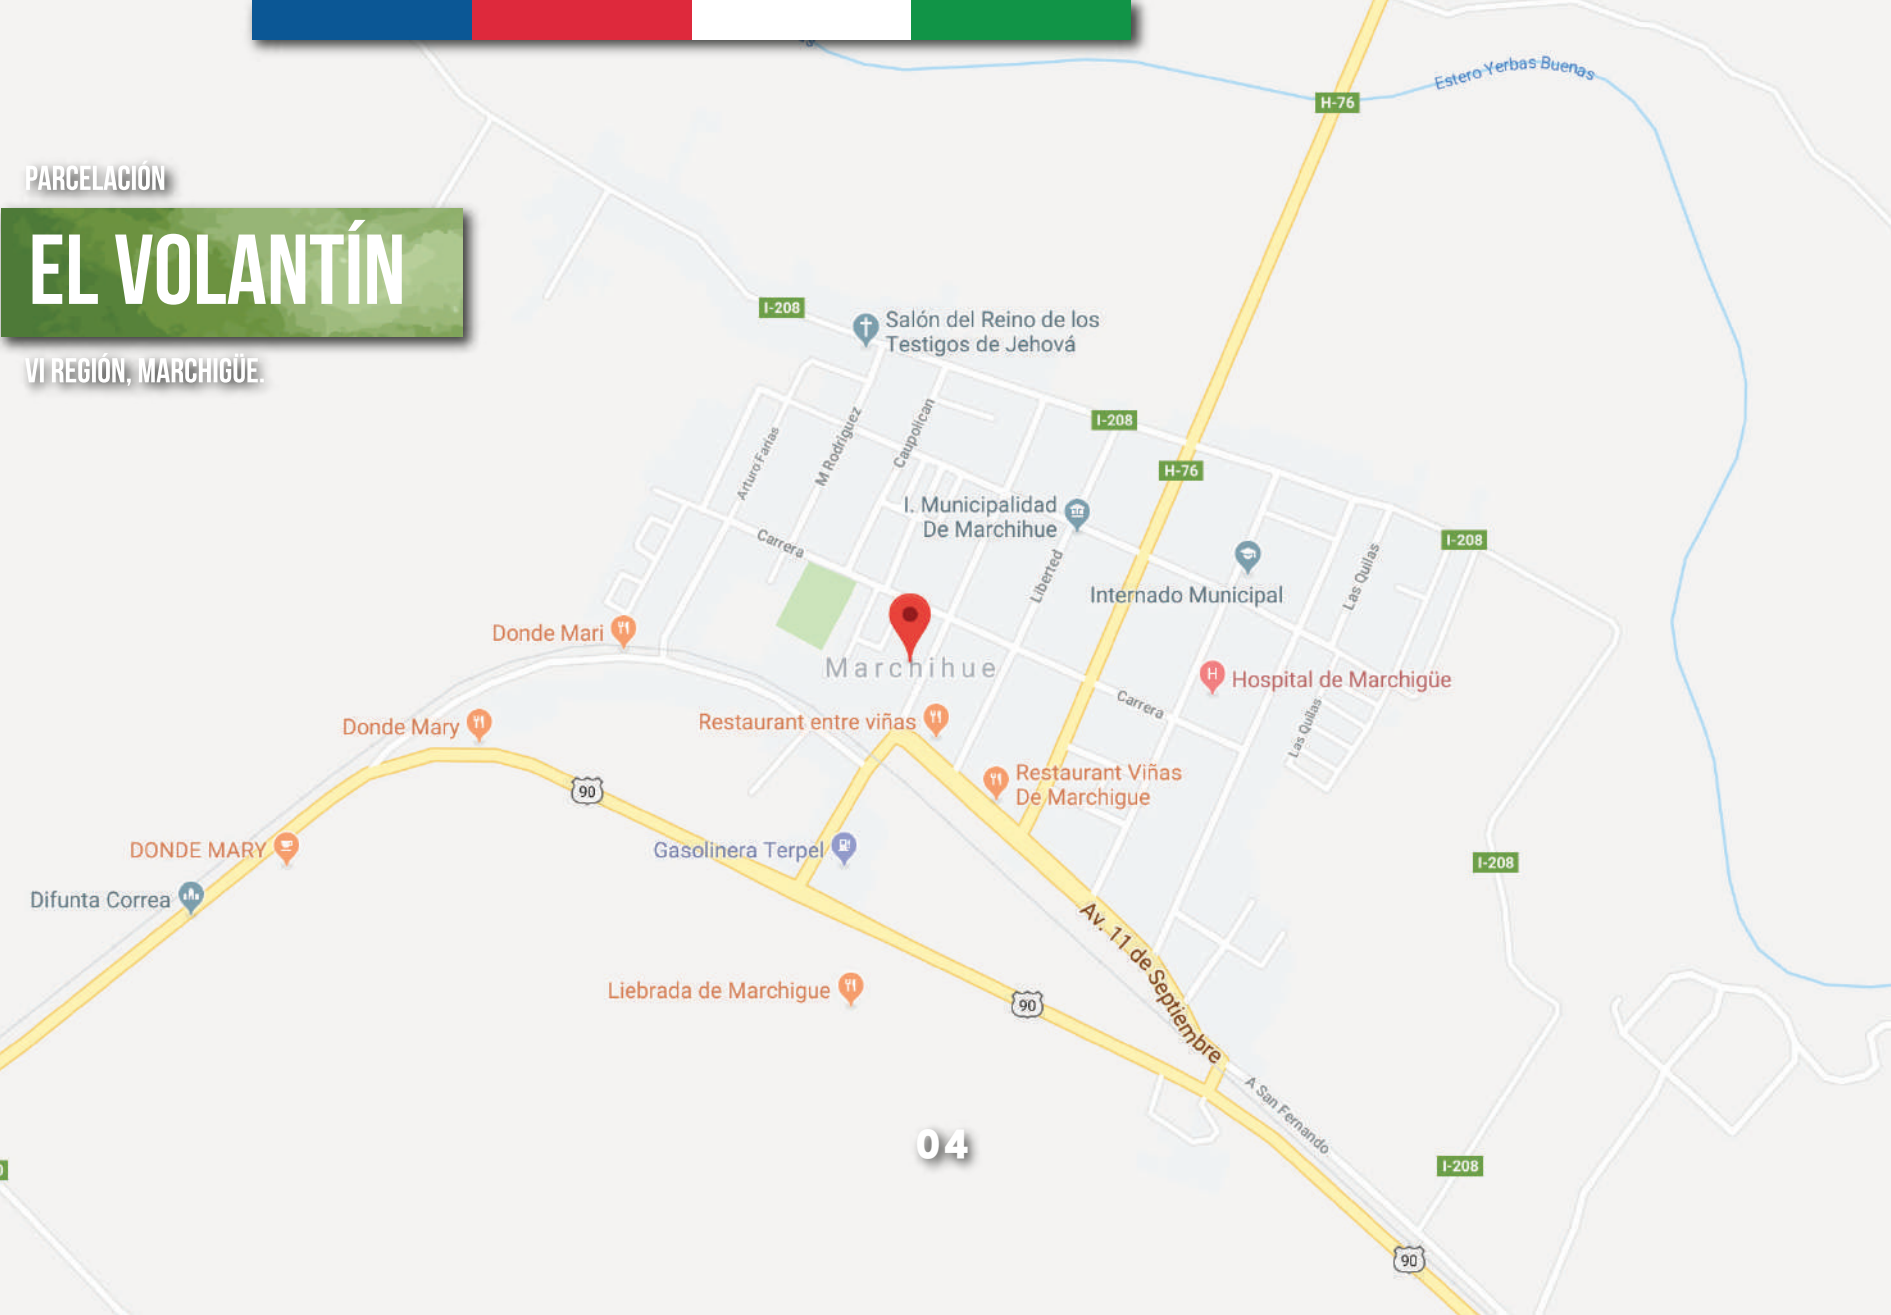 PARCELACIÓN
EL VOLANTÍN
VI REGIÓN, MARCHIGÜE.
Estero Yerbas Buenas
H-76
I-208
Salón del Reino de los
Testigos de Jehová
I-208
H-76
Arturo Farías
M Rodriguez
Caupolican
I. Municipalidad
De Marchihue
Carrera
Liberted
Internado Municipal
Las Quilas
I-208
Donde Mari
Marchihue
Hospital de Marchigüe
Carrera
Las Quilas
Donde Mary
Restaurant entre viñas
Restaurant Viñas
De Marchigue
90
DONDE MARY
Gasolinera Terpel
I-208
Difunta Correa
Av. 11 de Septiembre
Liebrada de Marchigue
90
A San Fernando
04
I-208
90